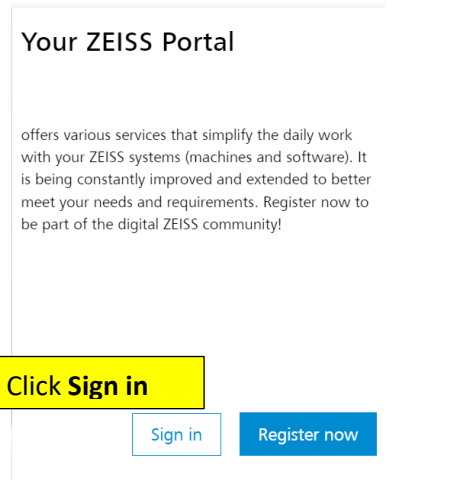 Your ZEISS Portal
offers various services that simplify the daily work
with your ZEISS systems (machines and software). It
is being constantly improved and extended to better
meet your needs and requirements. Register now to
be part of the digital ZEISS community!
Click Sign in
Sign in
Register now